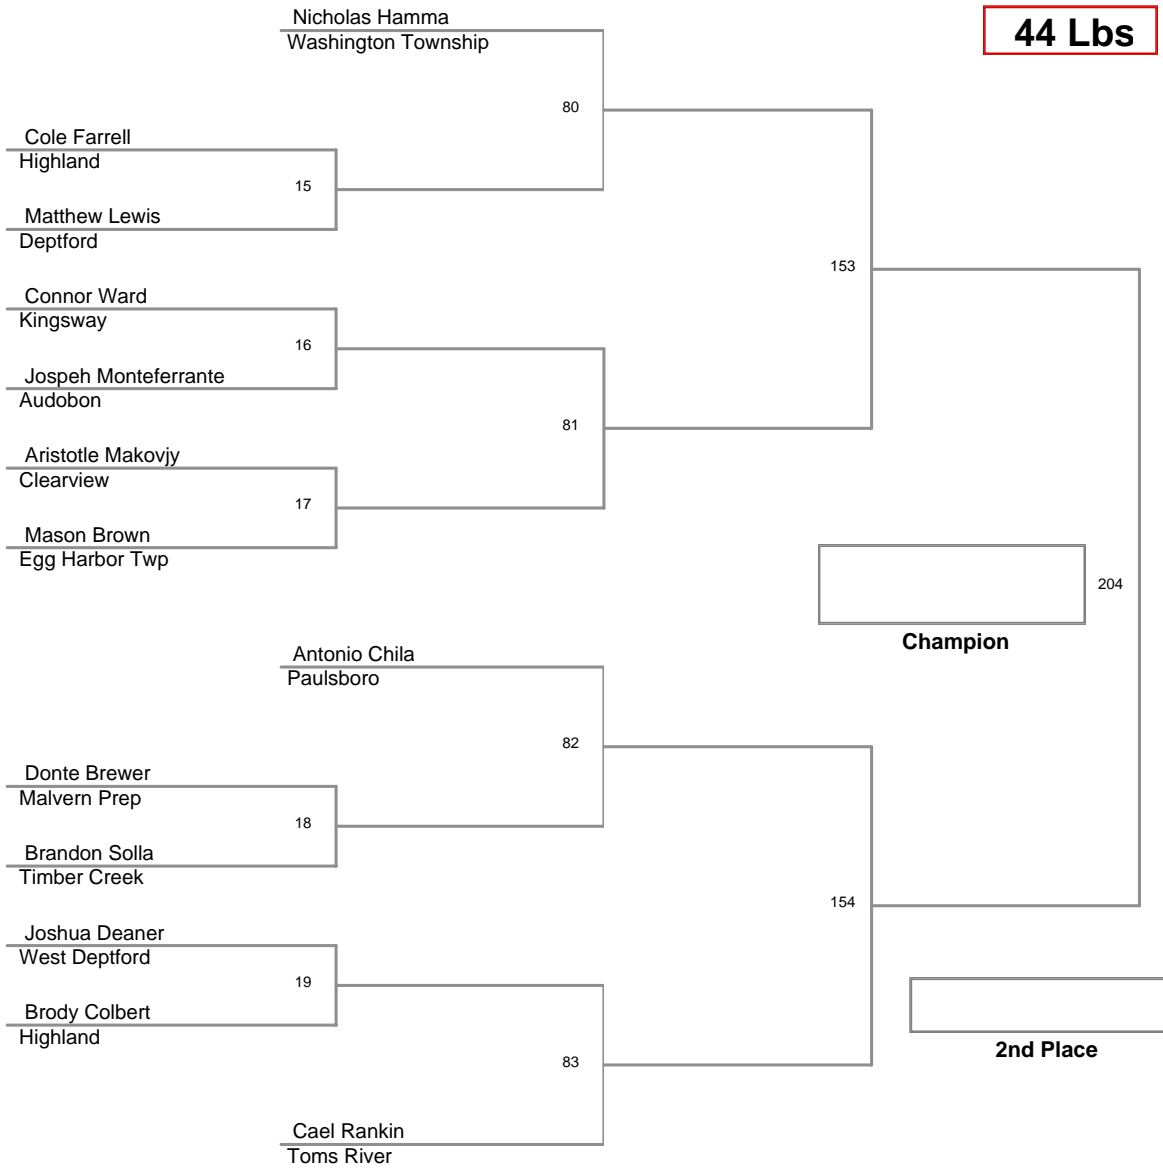 Nicholas Hamma
Washington Township
44 Lbs
80
Cole Farrell
Highland
15
Matthew Lewis
Deptford
153
Connor Ward
Kingsway
16
Jospeh Monteferrante
Audobon
81
Aristotle Makovjy
Clearview
17
Mason Brown
Egg Harbor Twp
204
Champion
Antonio Chila
Paulsboro
82
Donte Brewer
Malvern Prep
18
Brandon Solla
Timber Creek
154
Joshua Deaner
West Deptford
19
Brody Colbert
Highland
2nd Place
83
Cael Rankin
Toms River